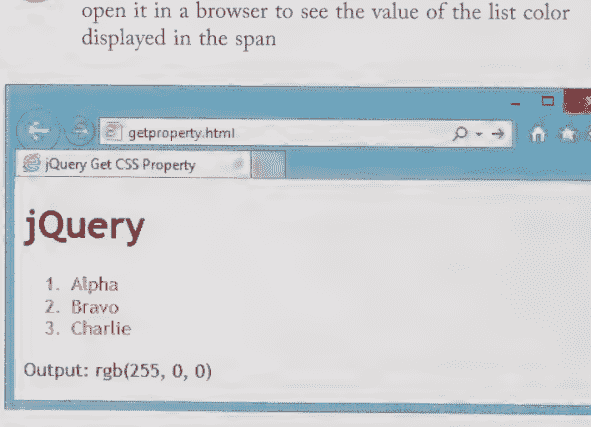 open it in a browser to see the value of the list color
displayed in the span
getproperty.html
jQuery Get CSS Property
jQuery
1. Alpha
2. Bravo
3. Charlie
Output: rgb(255, 0, 0)